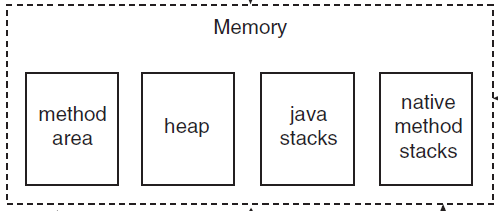 Memory
method
area
heap
java
stacks
native
method
stacks